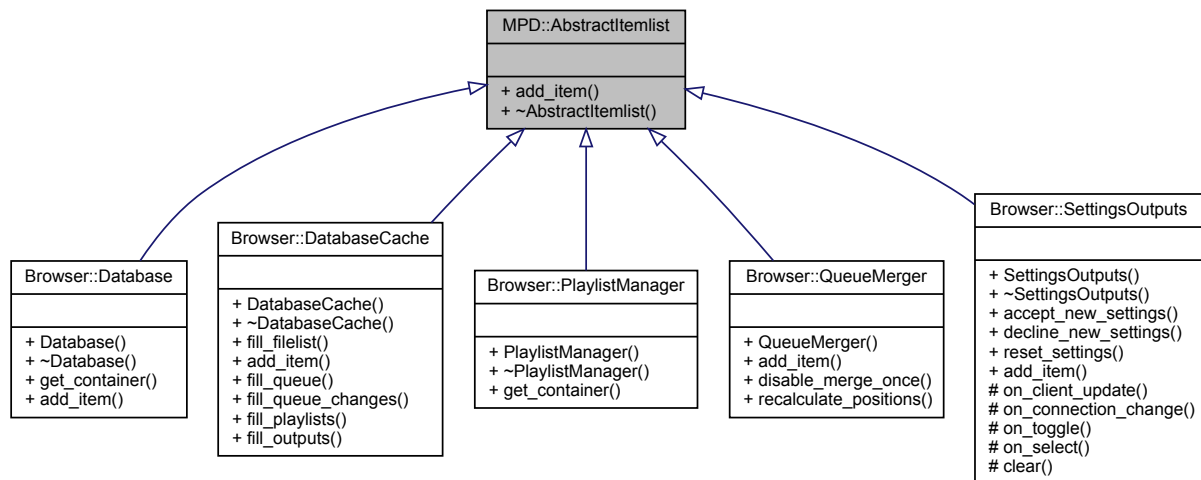 MPD::AbstractItemlist
+ add_item()
+ ~AbstractItemlist()
Browser::Database
+ Database()
+ ~Database()
+ get_container()
+ add_item()
Browser::DatabaseCache
+ DatabaseCache()
+ ~DatabaseCache()
+ fill_filelist()
+ add_item()
+ fill_queue()
+ fill_queue_changes()
+ fill_playlists()
+ fill_outputs()
Browser::PlaylistManager
+ PlaylistManager()
+ ~PlaylistManager()
+ get_container()
Browser::QueueMerger
+ QueueMerger()
+ add_item()
+ disable_merge_once()
+ recalculate_positions()
Browser::SettingsOutputs
+ SettingsOutputs()
+ ~SettingsOutputs()
+ accept_new_settings()
+ decline_new_settings()
+ reset_settings()
+ add_item()
# on_client_update()
# on_connection_change()
# on_toggle()
# on_select()
# clear()